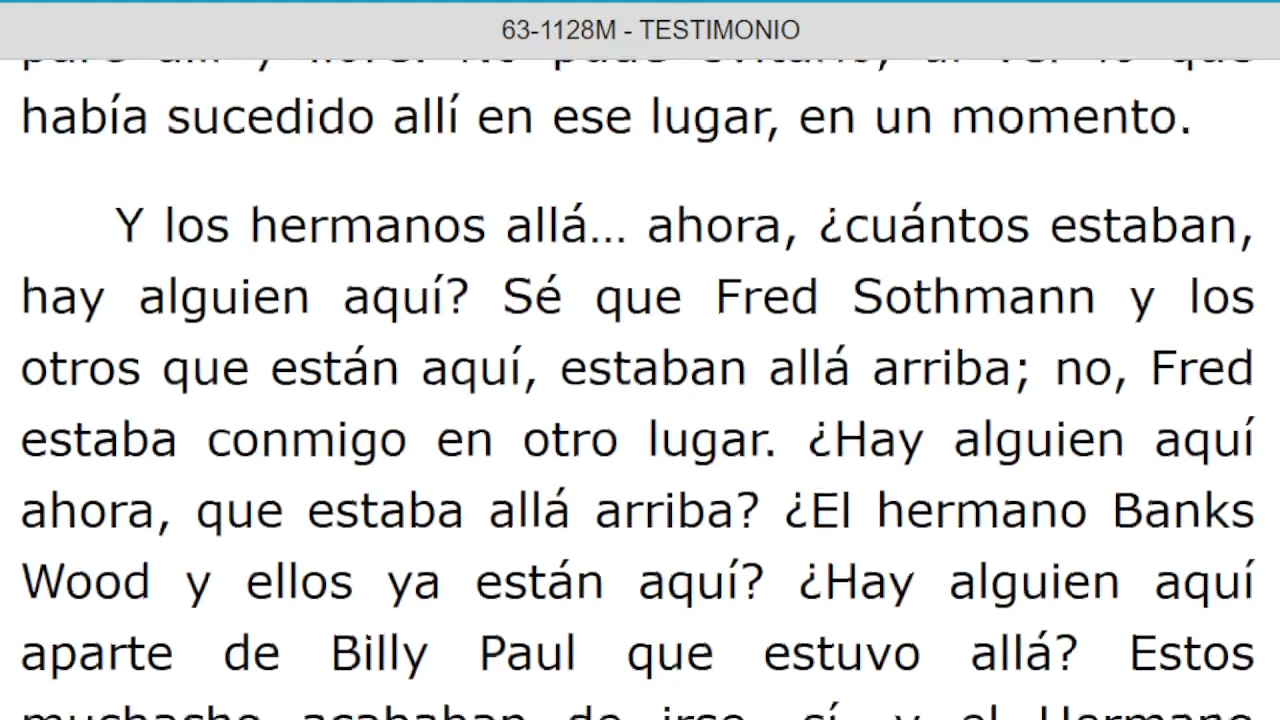 63-1128M - TESTIMONIO
había sucedido allí en ese lugar, en un momento.
Y los hermanos allá... ahora, ¿cuántos estaban,
hay alguien aquí? Sé que Fred Sothmann y los
otros que están aquí, estaban allá arriba; no, Fred
estaba conmigo en otro lugar. ¿Hay alguien aquí
ahora, que estaba allá arriba? ¿El hermano Banks
Wood y ellos ya están aquí? ¿Hay alguien aquí
aparte de Billy Paul que estuvo allá? Estos